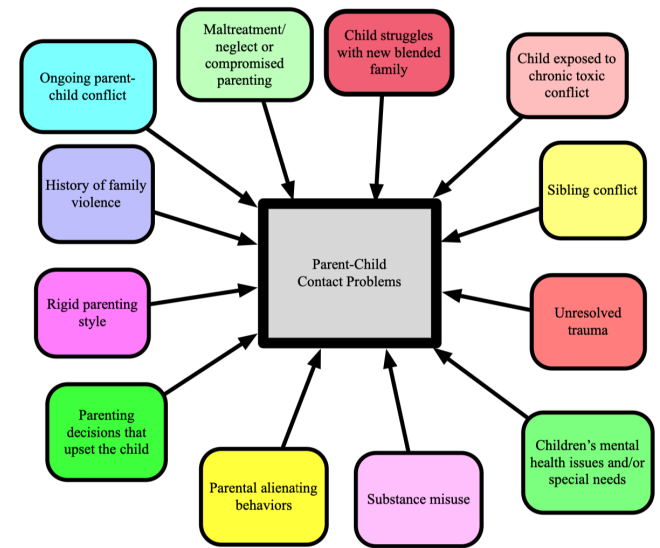 Maltreatment/
neglect or
compromised
parenting
Child struggles
with new blended
family
Child exposed to
chronic toxic
conflict
Ongoing parent-
child conflict
History of family
violence
Sibling conflict
Parent-Child
Contact Problems
Rigid parenting
style
Unresolved
trauma
Parenting
decisions that
upset the child
Children’s mental
health issues and/or
special needs
Parental alienating
behaviors
Substance misuse